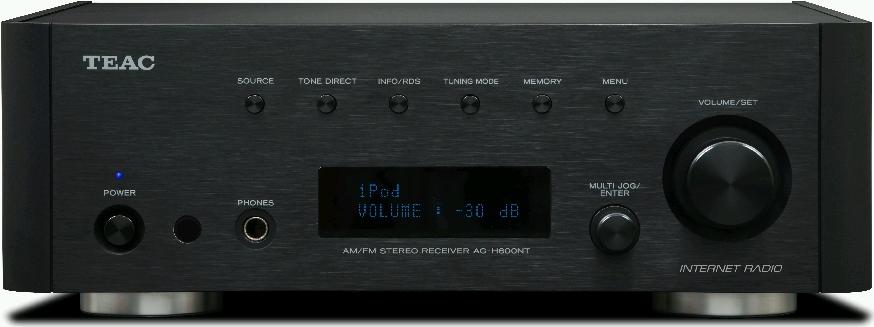 TEAC
SOURCE TONE DIRECT INFO/RDS TUNING MODE MEMORY MENU
VOLUME/SET
POWER
PHONES
iPod
VOLUME : -30 dB
MULTI JOG/
ENTER
AM/FM STEREO RECEIVER AG-H600NT
INTERNET RADIO